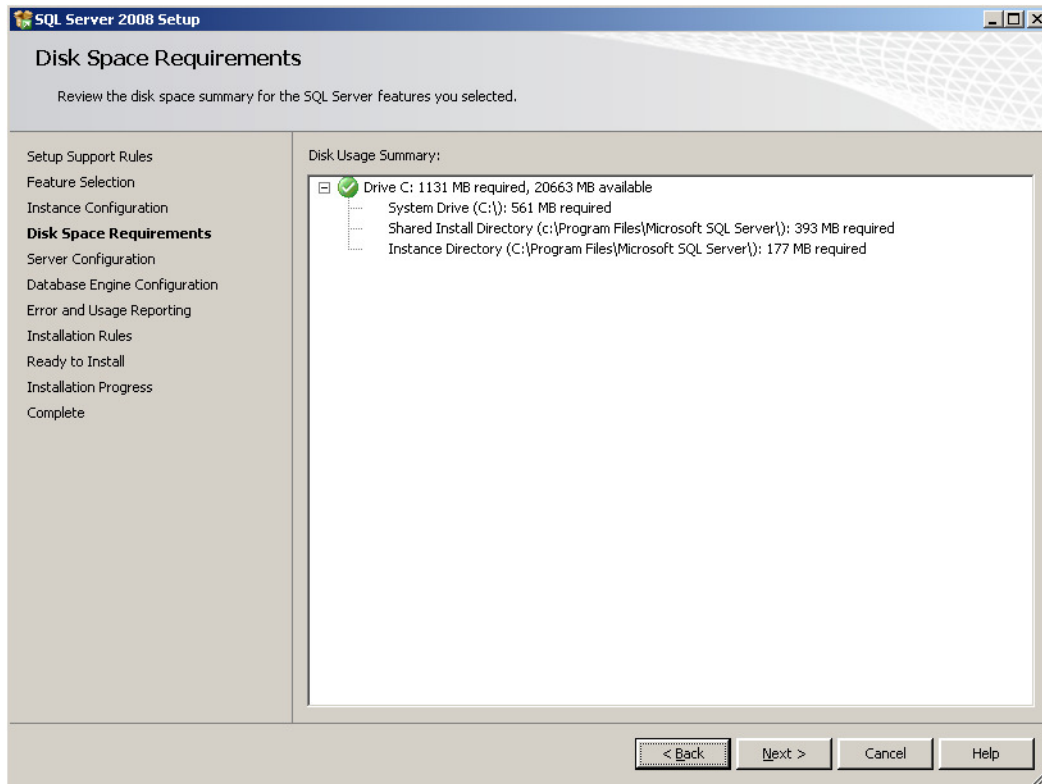 SQL Server 2008 Setup
Disk Space Requirements
Review the disk space summary for the SQL Server features you selected.
Setup Support Rules
Feature Selection
Instance Configuration
Disk Space Requirements
Server Configuration
Database Engine Configuration
Error and Usage Reporting
Installation Rules
Ready to Install
Installation Progress
Complete
Disk Usage Summary:
Drive C: 1131 MB required, 20663 MB available
System Drive (C:\): 561 MB required
Shared Install Directory (c:\Program Files\Microsoft SQL Server\): 393 MB required
Instance Directory (C:\Program Files\Microsoft SQL Server\): 177 MB required
< Back Next > Cancel Help